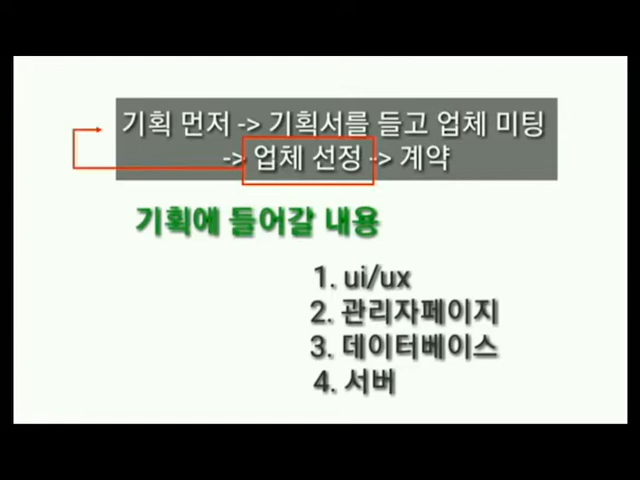 기획 먼저 -> 기획서를 들고 업체 미팅
-> 업체 선정 -> 계약
기획에 들어갈 내용
1. ui/ux
2. 관리자페이지
3. 데이터베이스
4. 서버